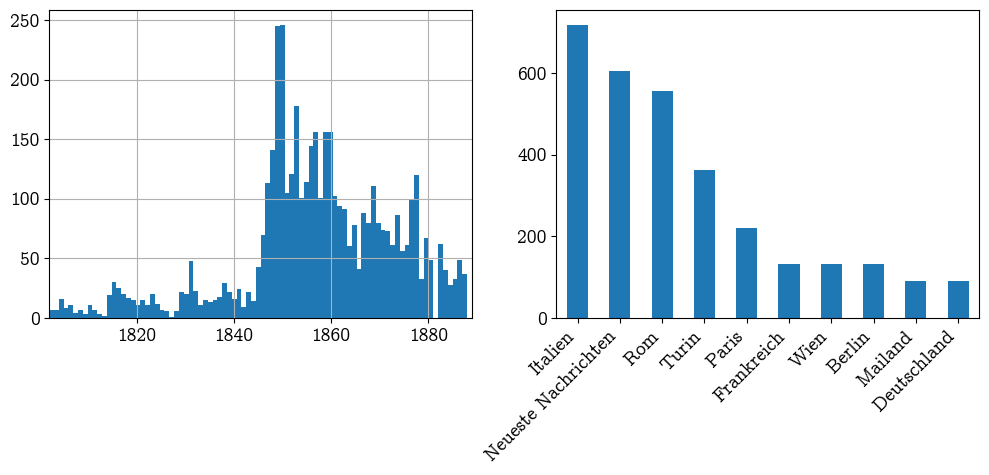 250
200
150
100
50
0
1820 1840 1860 1880
600
400
200
0
Italien
Neueste Nachrichten
Rom
Turin
Paris
Frankreich
Wien
Berlin
Mailand
Deutschland